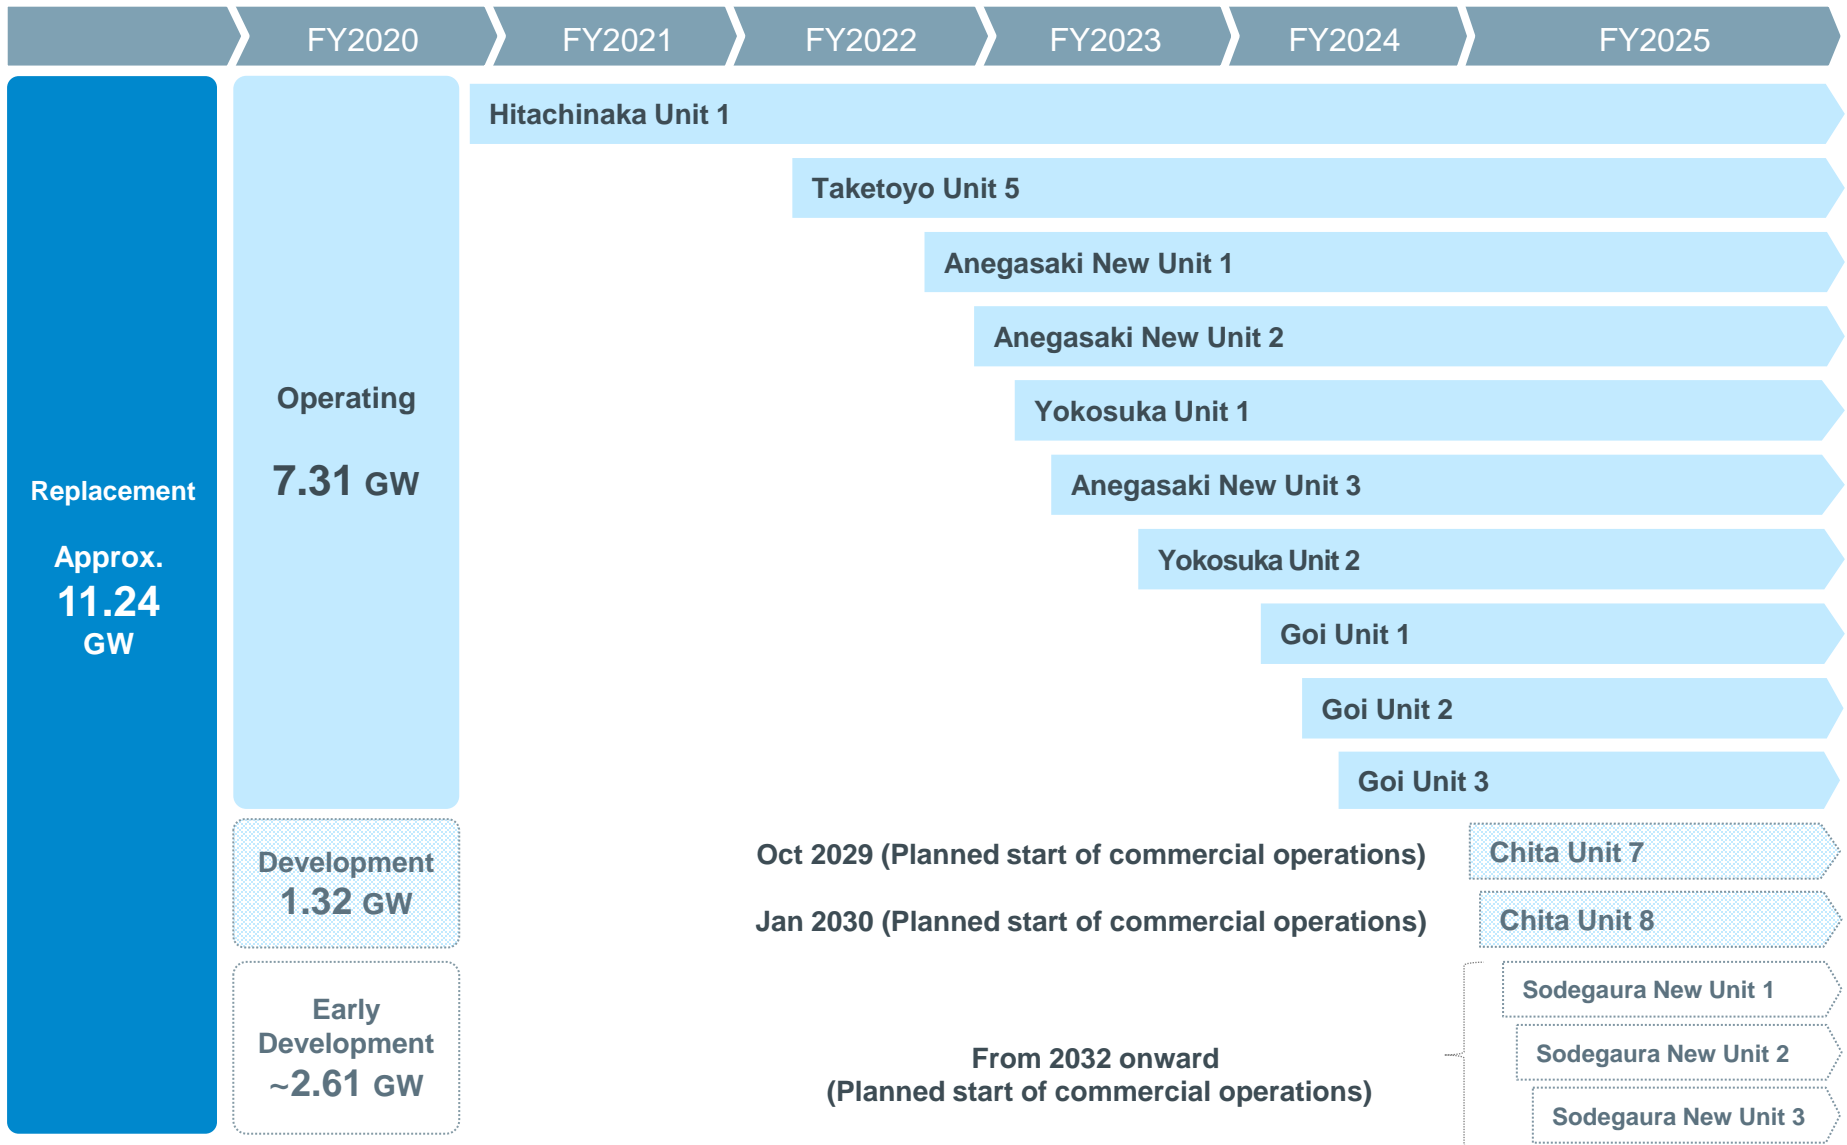 FY2020
FY2021
FY2022
FY2023
FY2024
FY2025
Replacement
Approx.
11.24
GW
Operating
7.31 GW
Hitachinaka Unit 1
Taketoyo Unit 5
Anegasaki New Unit 1
Anegasaki New Unit 2
Yokosuka Unit 1
Anegasaki New Unit 3
Yokosuka Unit 2
Goi Unit 1
Goi Unit 2
Goi Unit 3
Development
1.32 GW
Oct 2029 (Planned start of commercial operations)
Chita Unit 7
Jan 2030 (Planned start of commercial operations)
Chita Unit 8
Early
Development
~2.61 GW
From 2032 onward
(Planned start of commercial operations)
Sodegaura New Unit 1
Sodegaura New Unit 2
Sodegaura New Unit 3